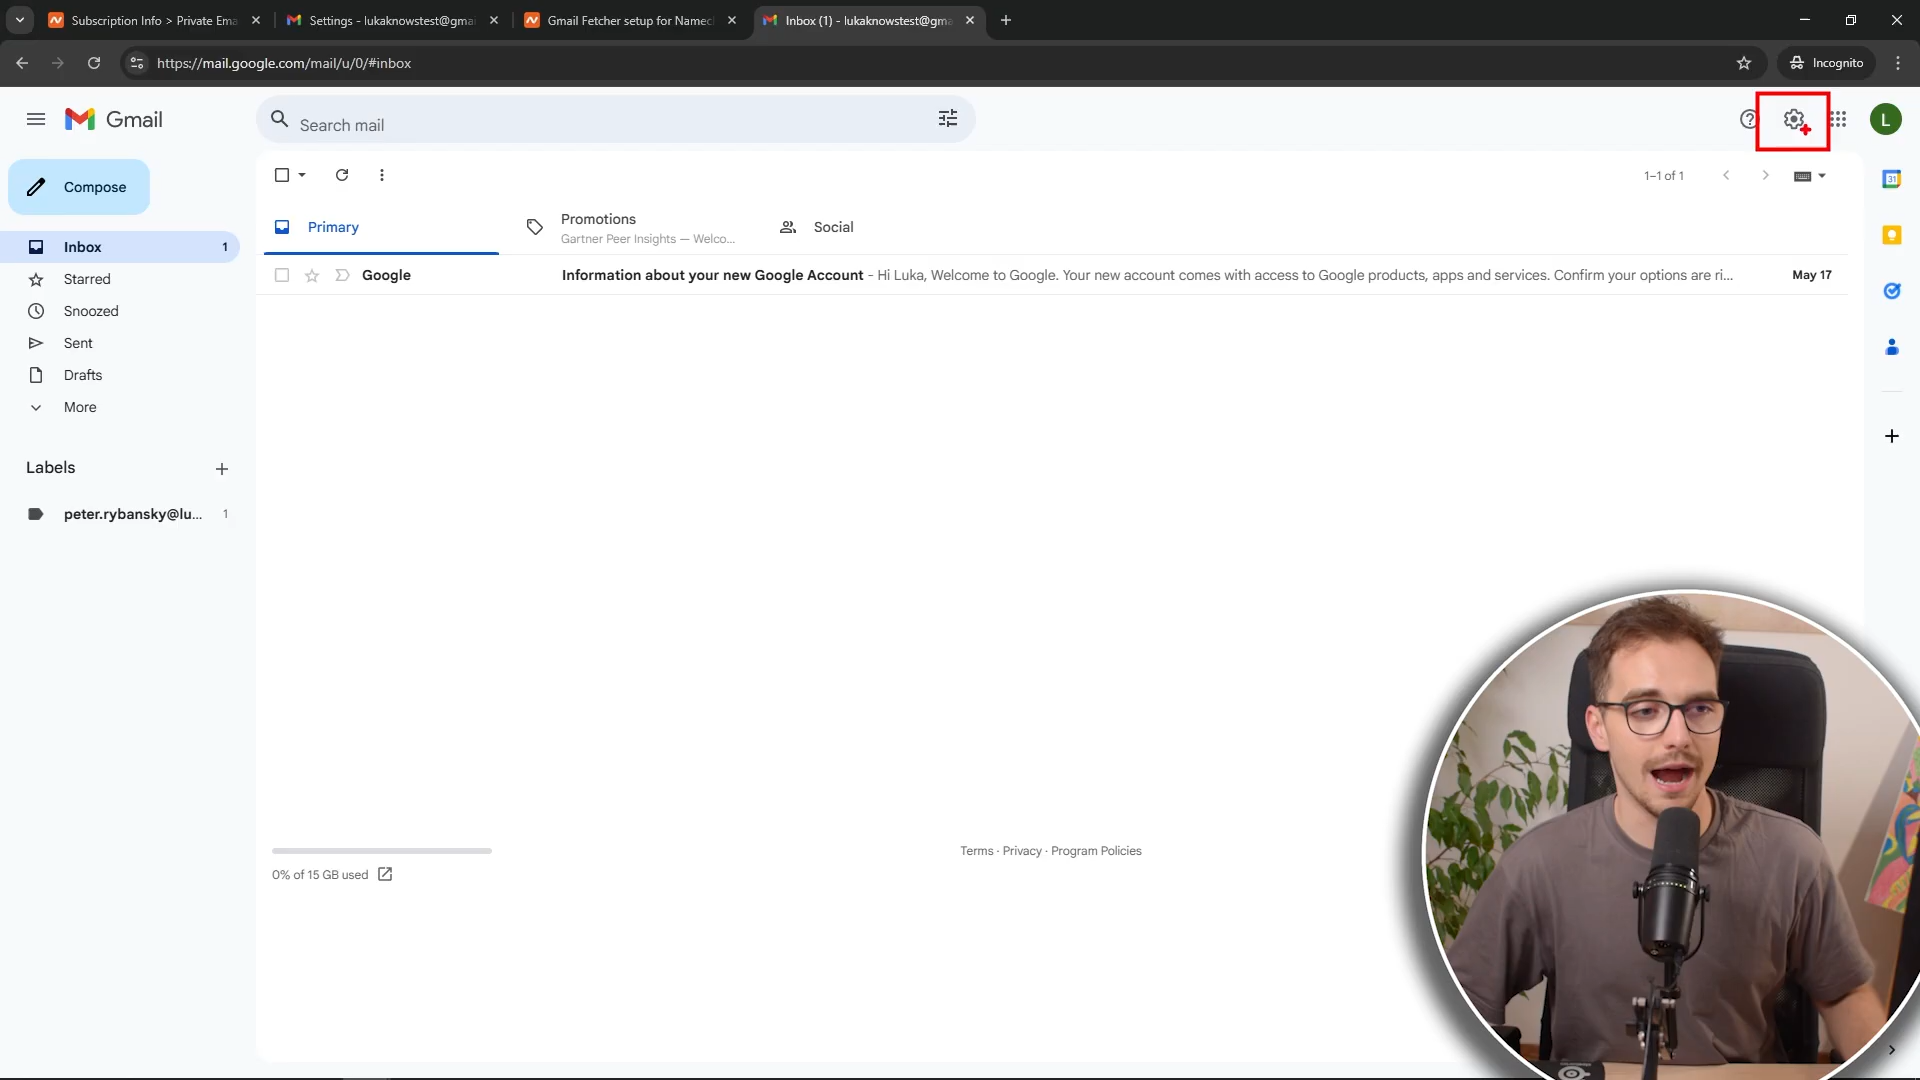 Subscription Info > Private Ema
Settings - lukaknowstest@gmai
Gmail Fetcher setup for Namec
Inbox (1) - lukaknowstest@gma
https://mail.google.com/mail/u/0/#inbox
Incognito
Gmail
Search mail
L
Compose
1–1 of 1
31
Primary
Promotions
Gartner Peer Insights — Welco...
Social
Inbox
1
Google
Information about your new Google Account - Hi Luka, Welcome to Google. Your new account comes with access to Google products, apps and services. Confirm your options are ri...
May 17
Starred
Snoozed
Sent
Drafts
More
Labels
peter.rybansky@lu...
1
Terms · Privacy · Program Policies
0% of 15 GB used